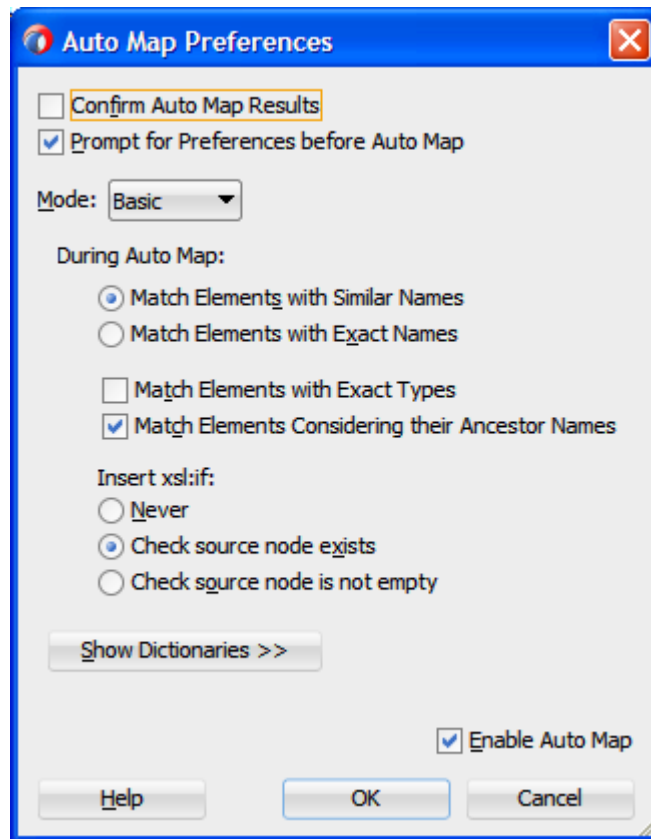 Auto Map Preferences
Confirm Auto Map Results
Prompt for Preferences before Auto Map
Mode: Basic
During Auto Map:
Match Elements with Similar Names
Match Elements with Exact Names
Match Elements with Exact Types
Match Elements Considering their Ancestor Names
Insert xsl:if:
Never
Check source node exists
Check source node is not empty
Show Dictionaries >>
Enable Auto Map
Help OK Cancel